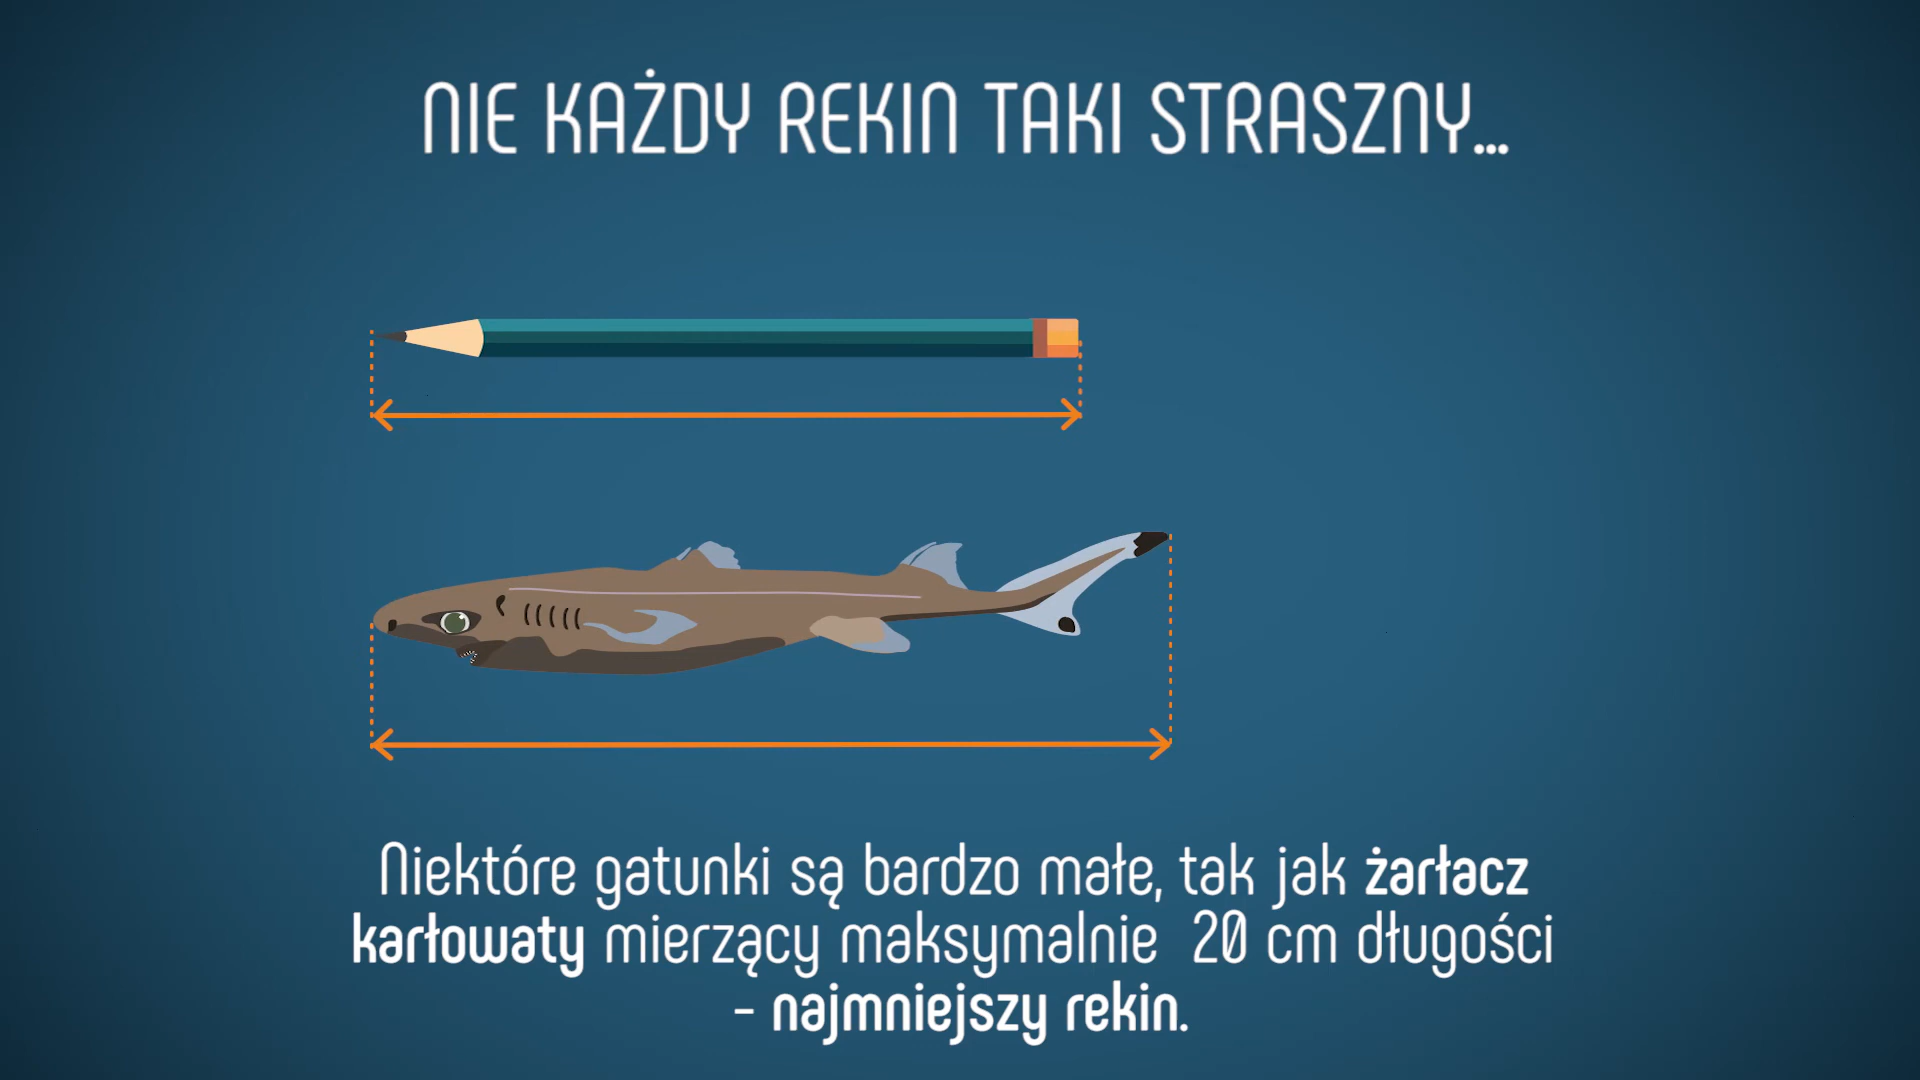 NIE KAŻDY REKIN TAKI STRASZNY...
Niektóre gatunki są bardzo małe, tak jak żarłacz
karłowaty mierzący maksymalnie 20 cm długości
- najmniejszy rekin.